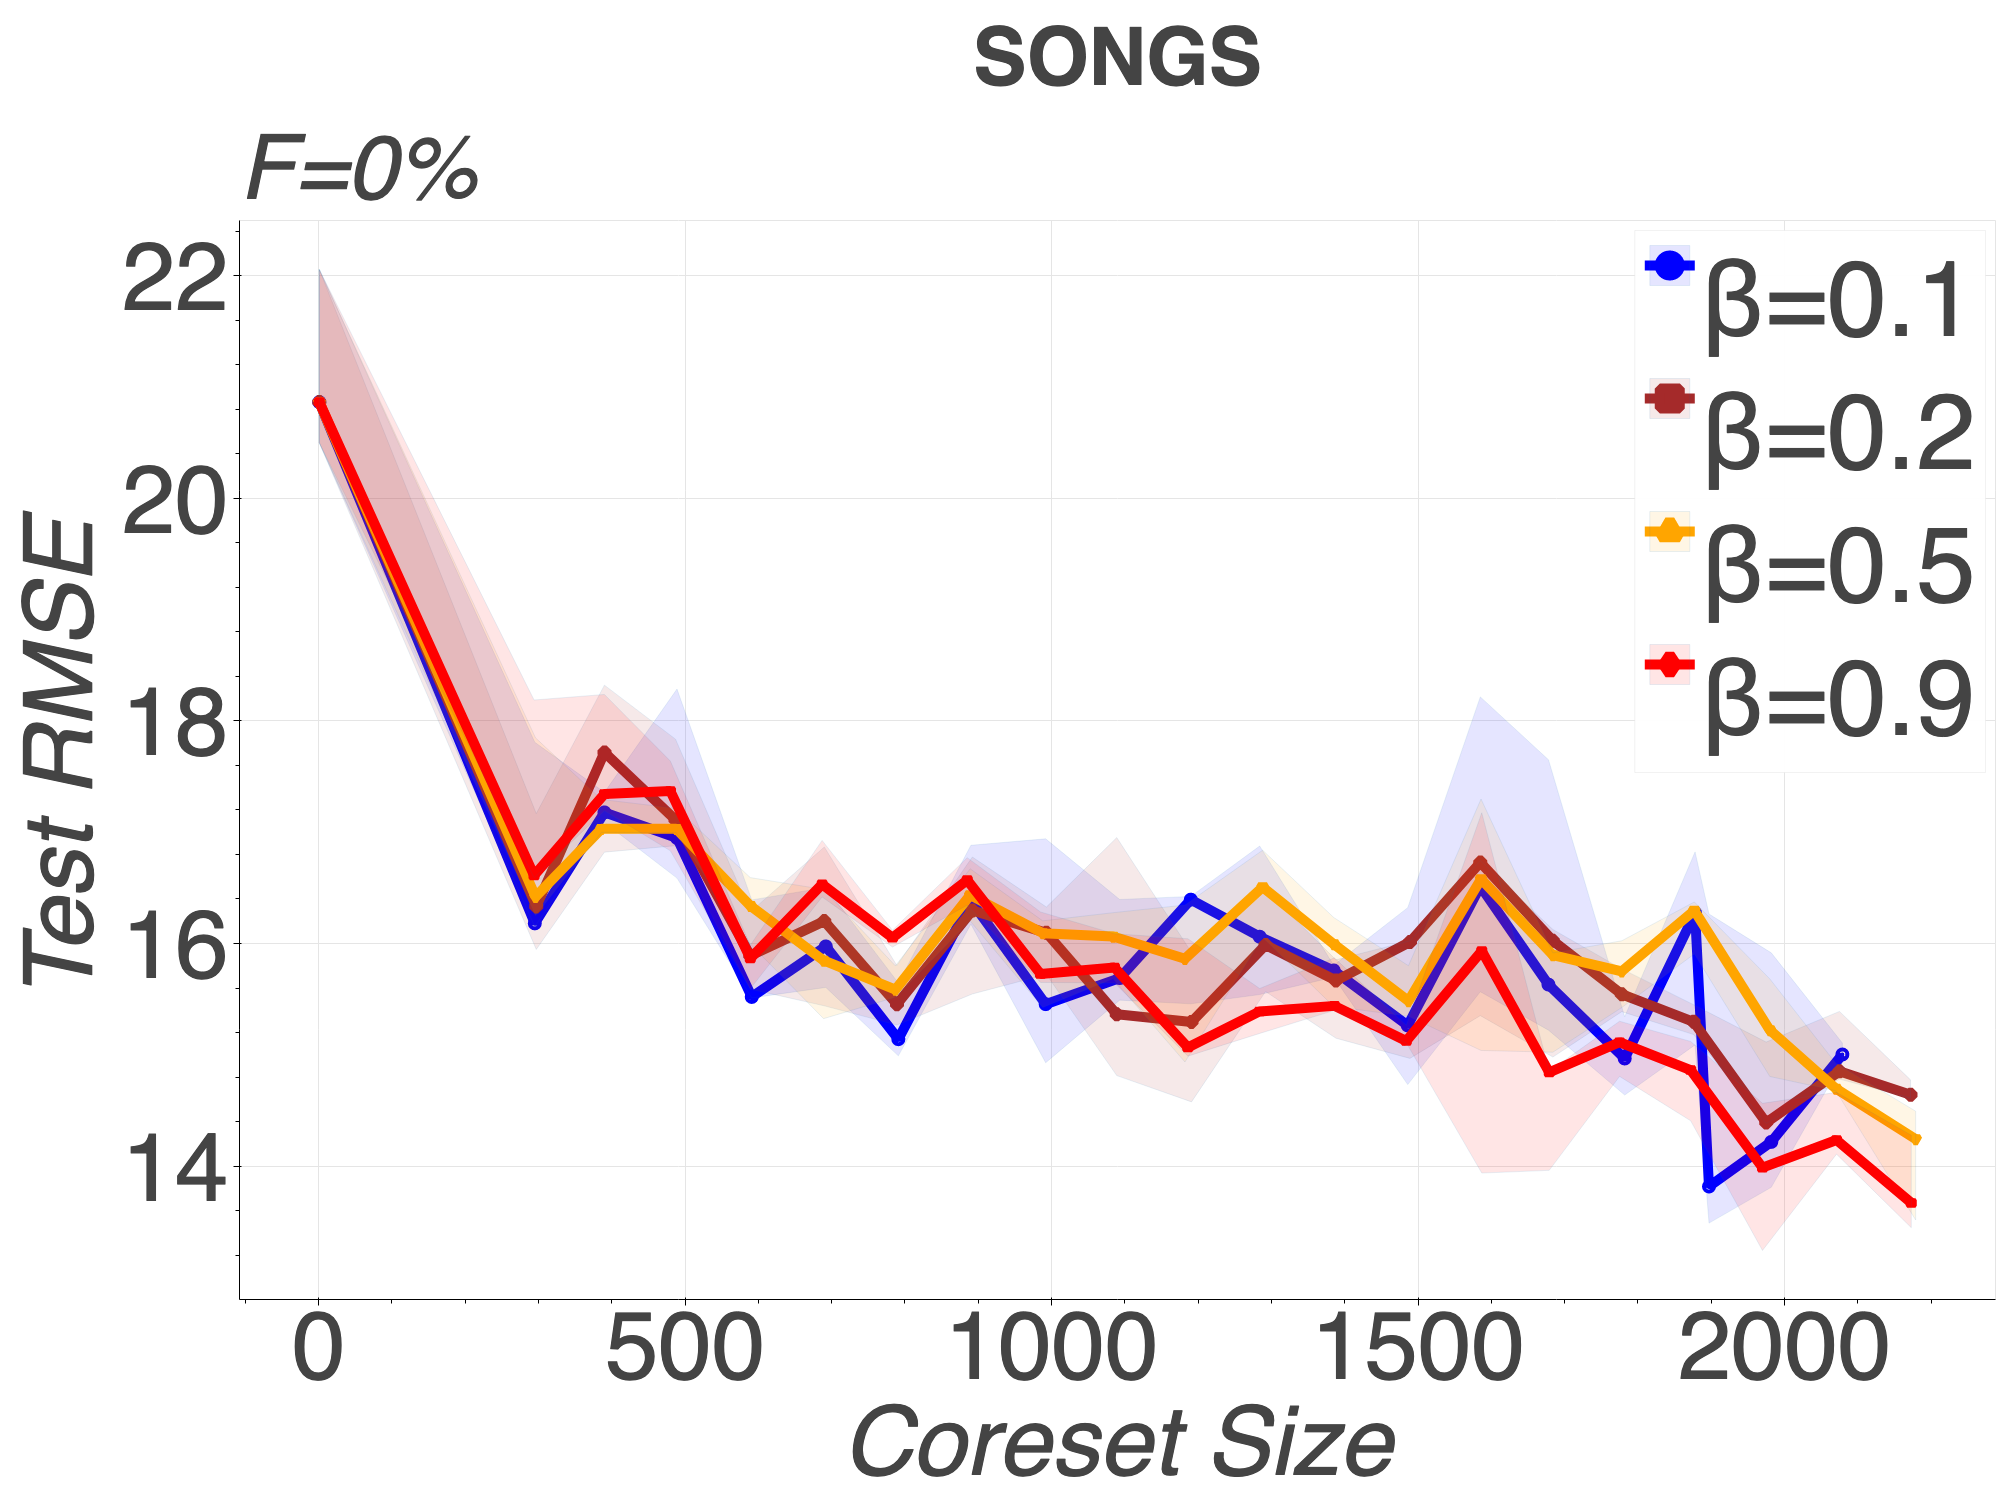 SONGS
F=0%
22
20
18
16
14
Test RMSE
β=0.1
β=0.2
β=0.5
β=0.9
0 500 1000 1500 2000
Coreset Size